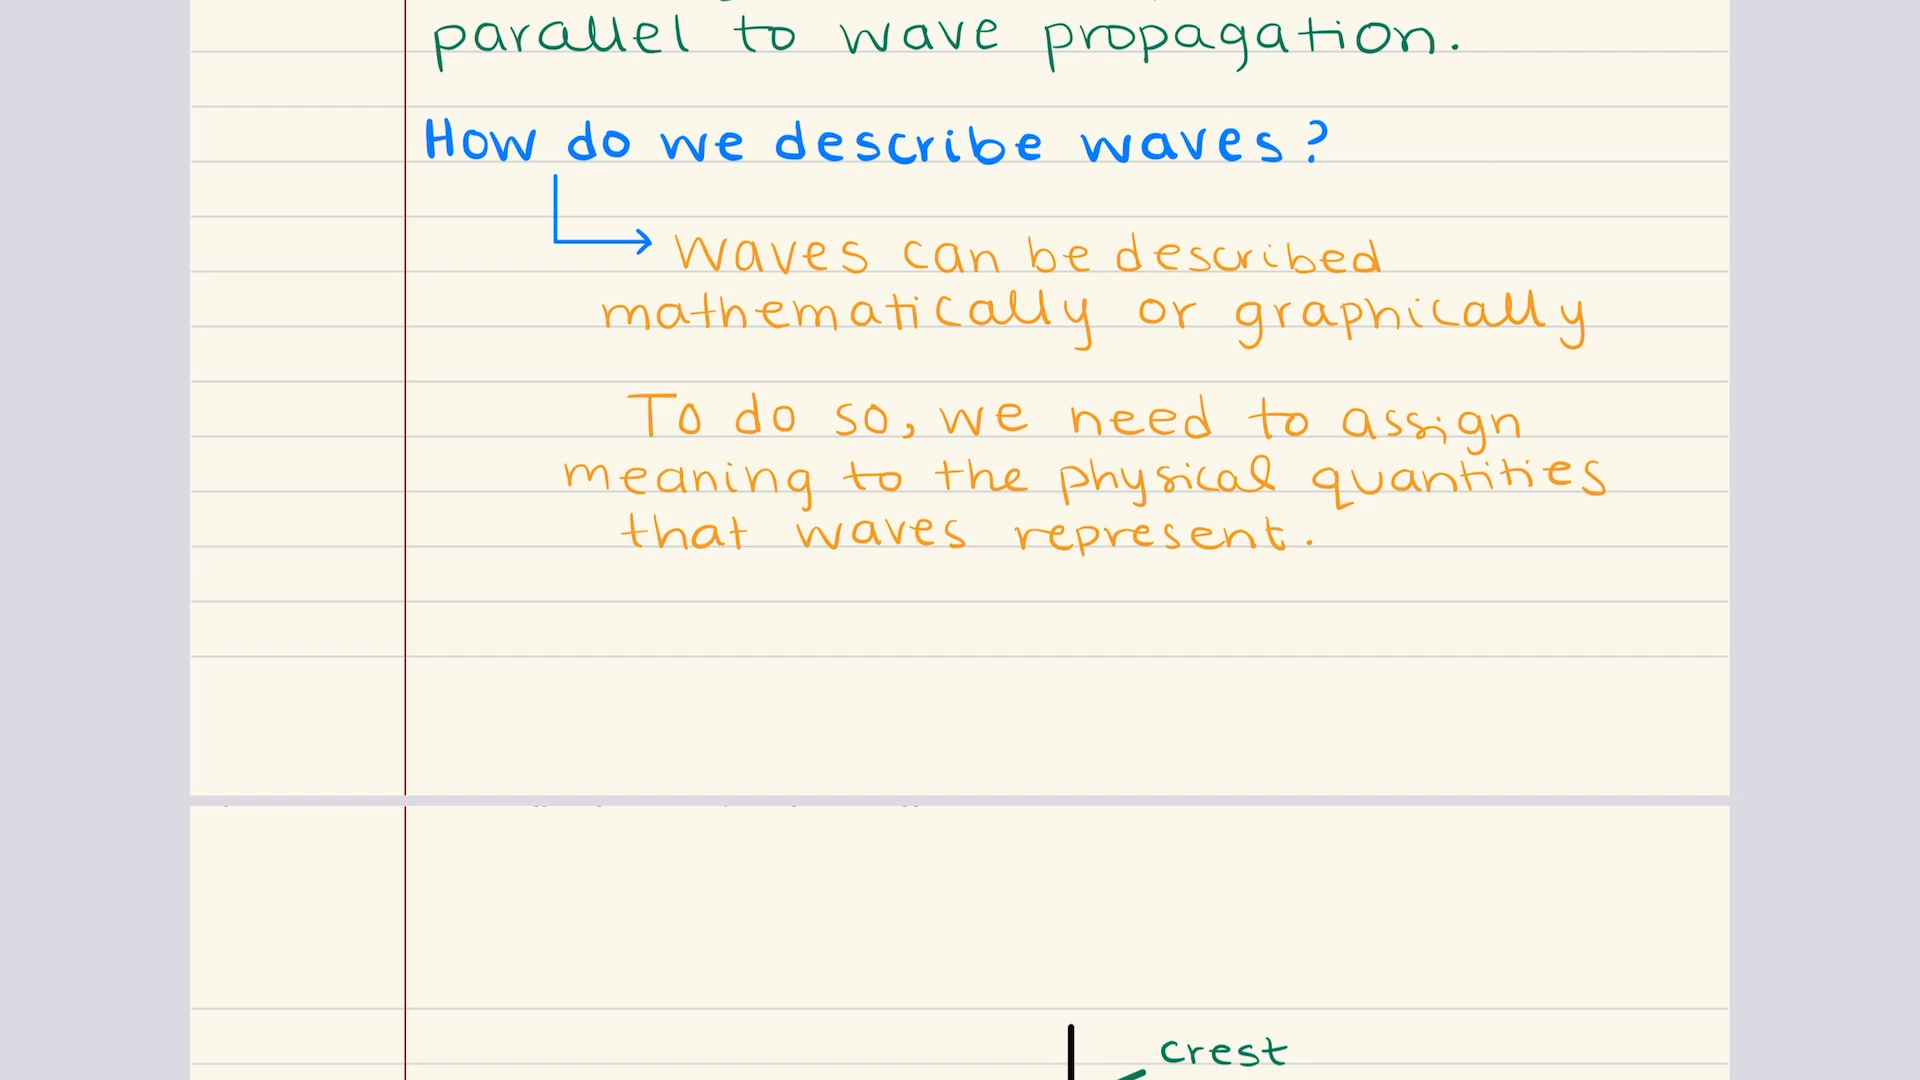 parallel to wave propagation.
How do we describe waves?
Waves can be described
mathematically or graphically
To do so, we need to assign
meaning to the physical quantities
that waves represent.
crest